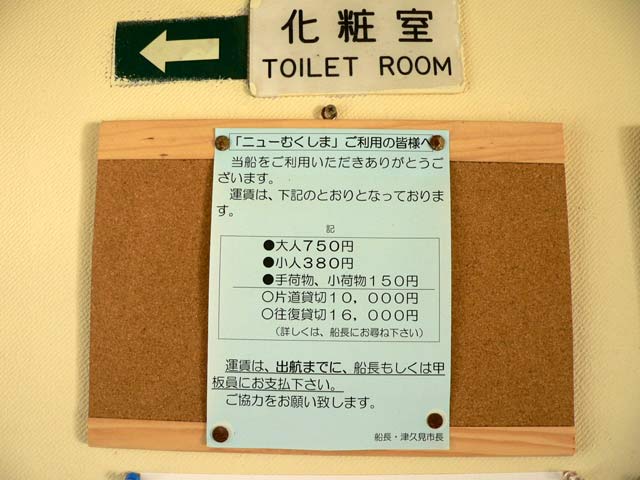 化粧室
TOILET ROOM
「ニューむくしま」ご利用の皆様へ
当船をご利用いただきありがとうご
ざいます。
運賃は、下記のとおりとなっておりま
す。
記
●大人750円
●小人380円
●手荷物、小荷物150円
○片道貸切10,000円
○往復貸切16,000円
(詳しくは、船長にお尋ね下さい)
運賃は、出航までに、船長もしくは甲
板員にお支払下さい。
ご協力をお願い致します。
船長・津久見市長